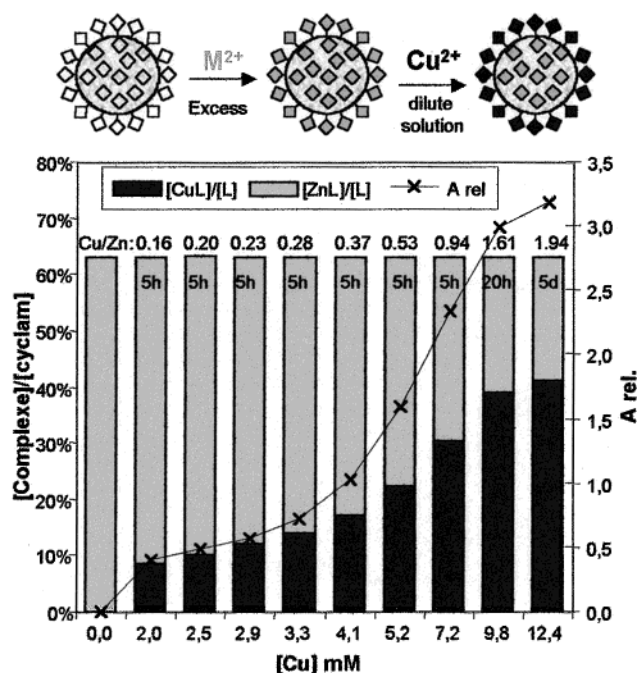 M²⁺
Excess
Cu²⁺
dilute
solution
[CuL]/[L] [ZnL]/[L] A rel
Cu/Zn: 0.16 0.20 0.23 0.28 0.37 0.53 0.94 1.61 1.94
5h 5h 5h 5h 5h 5h 5h 20h 5d
80%
70%
60%
50%
40%
30%
20%
10%
0%
[Complexe]/[cyclam]
3,5
3,0
2,5
2,0
1,5
1,0
0,5
0,0
A rel.
0,0 2,0 2,5 2,9 3,3 4,1 5,2 7,2 9,8 12,4
[Cu] mM